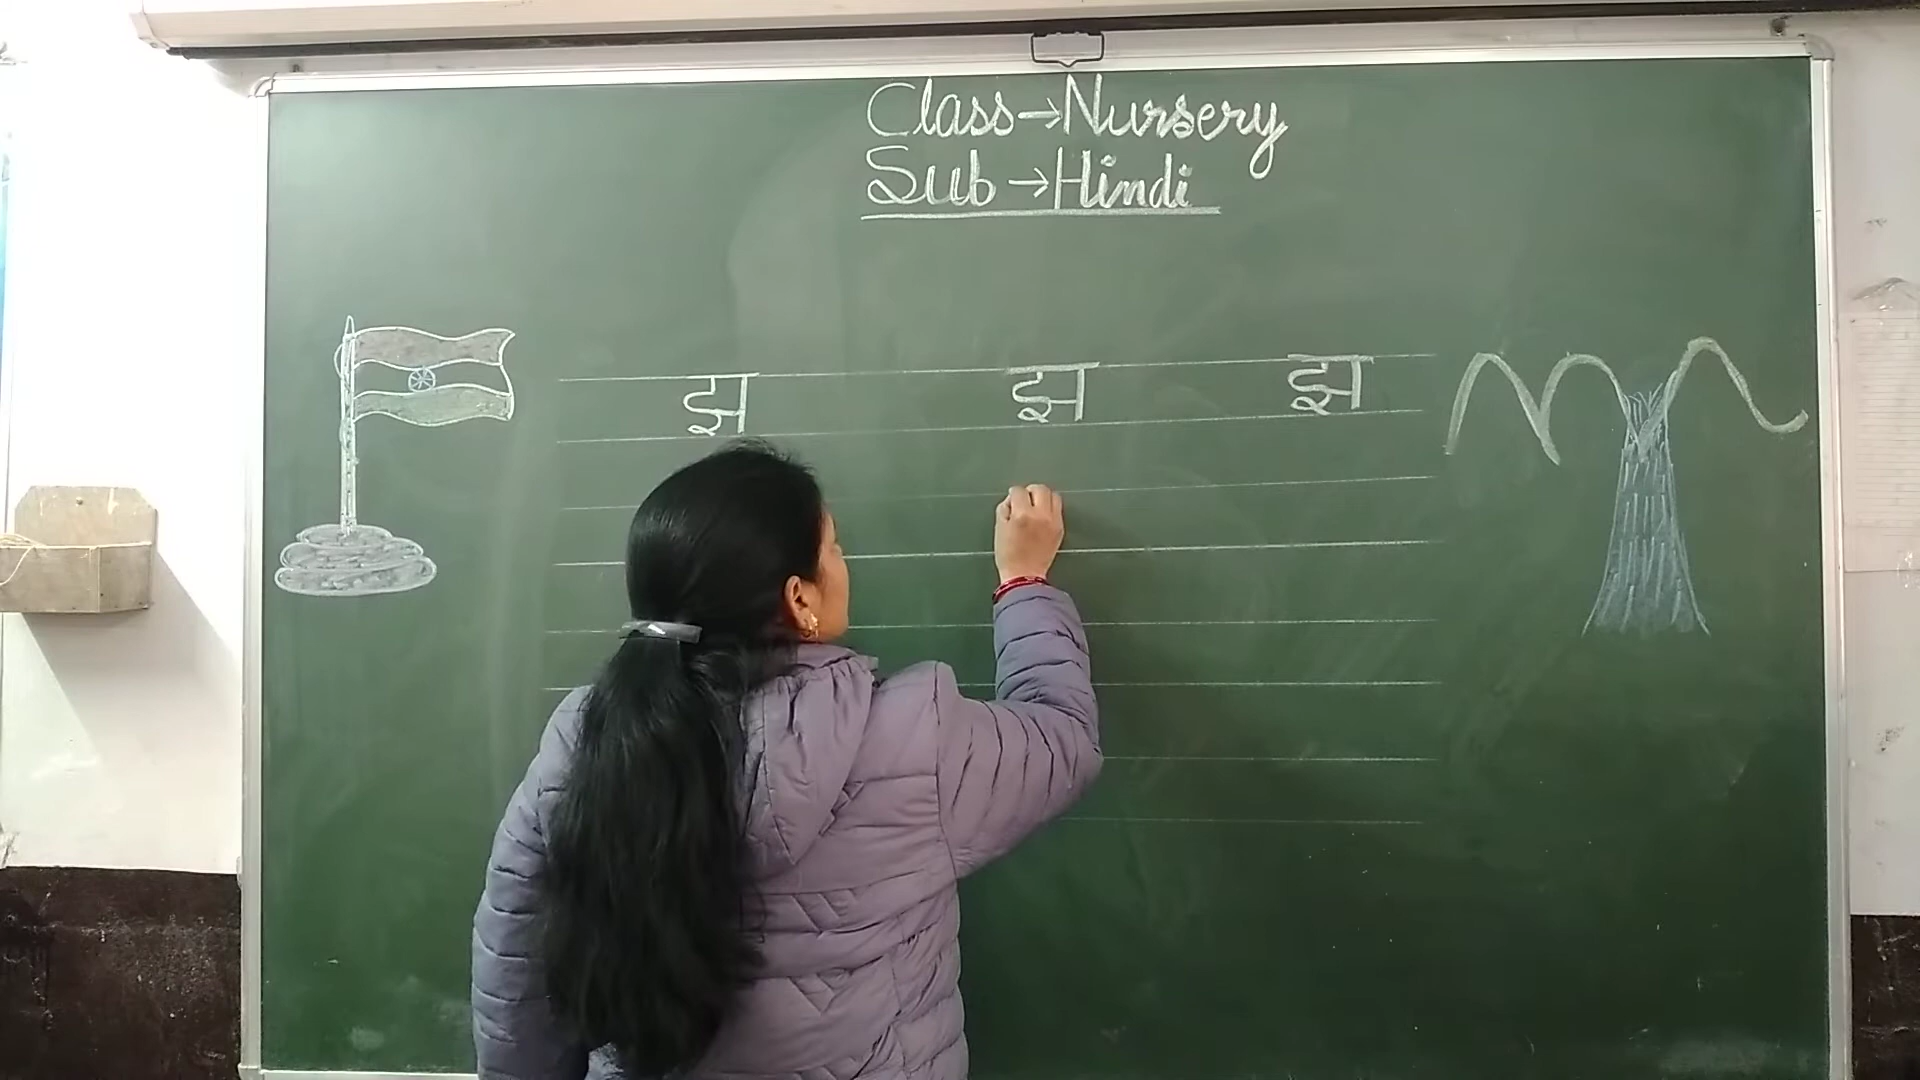 Class→Nursery
Sub→Hindi
झ झ झ